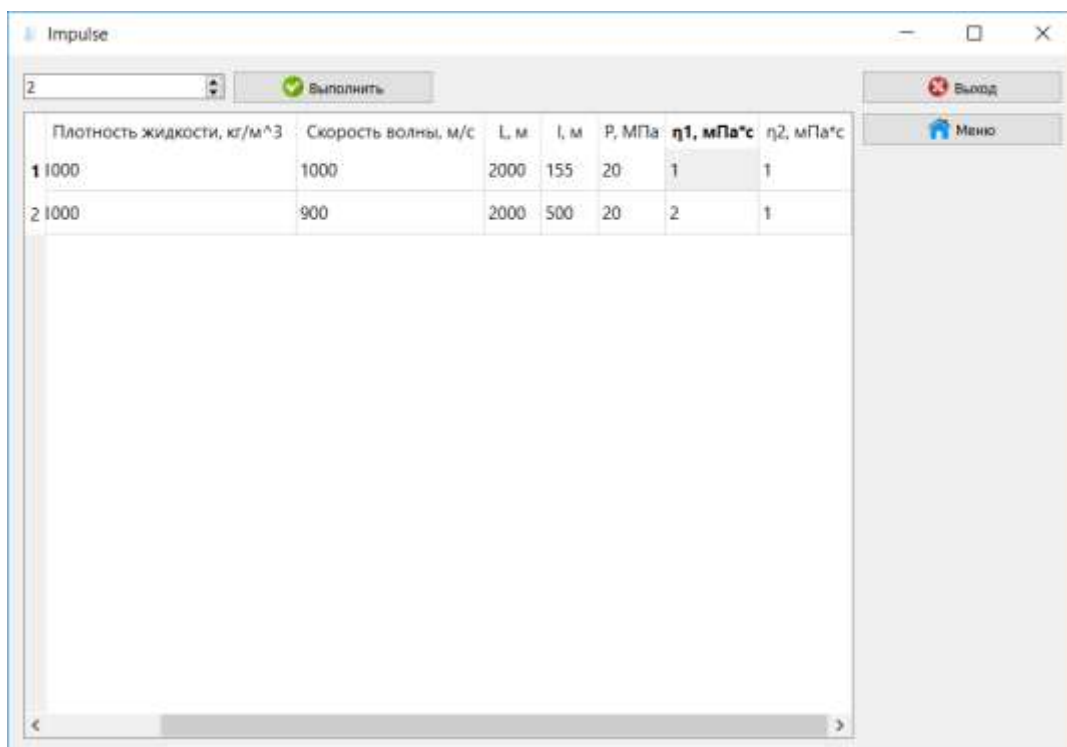 Impulse
2 Выполнить Выход
Меню
Плотность жидкости, кг/м^3 Скорость волны, м/с L, м l, м P, МПа η1, мПа*с η2, мПа*с
1 1000 1000 2000 155 20 1 1
2 1000 900 2000 500 20 2 1